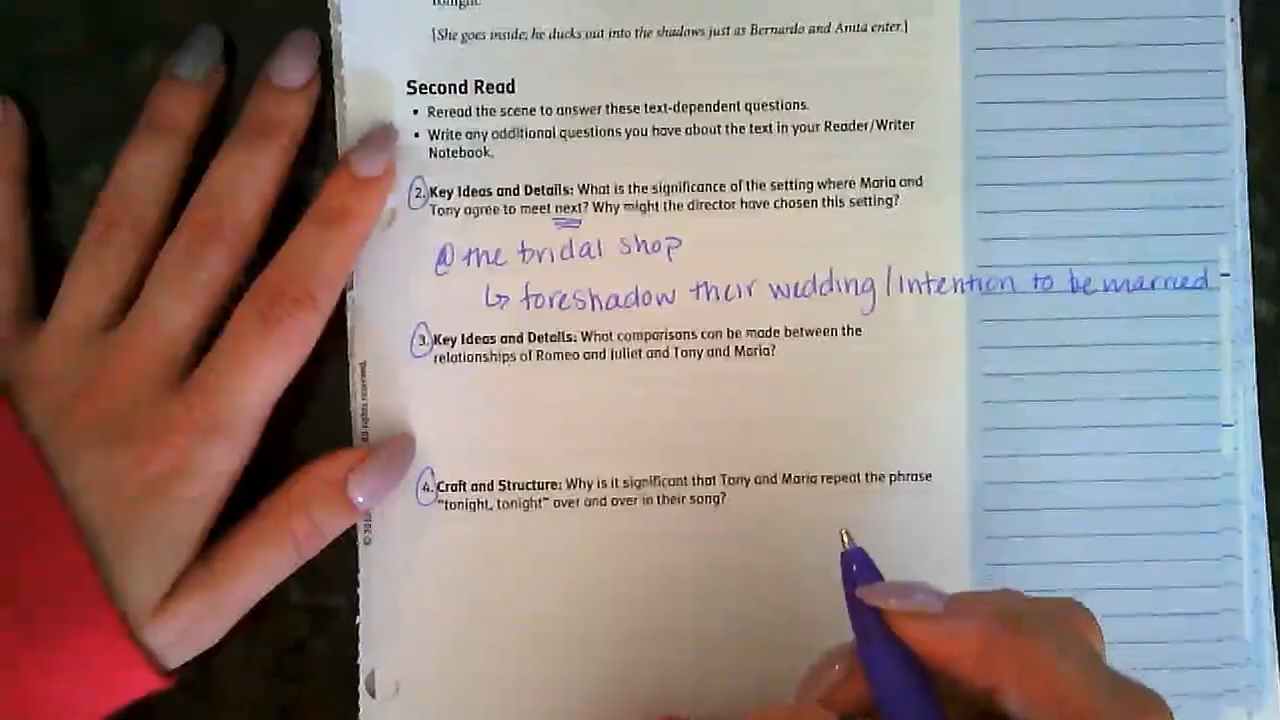 tonight.
[She goes inside; he ducks out into the shadows just as Bernardo and Anita enter.]
Second Read
• Reread the scene to answer these text-dependent questions.
• Write any additional questions you have about the text in your Reader/Writer
Notebook.
2. Key Ideas and Details: What is the significance of the setting where Maria and
Tony agree to meet next? Why might the director have chosen this setting?
@ the bridal shop
↳ foreshadow their wedding/intention to be married
3. Key Ideas and Details: What comparisons can be made between the
relationships of Romeo and Juliet and Tony and Maria?
4. Craft and Structure: Why is it significant that Tony and Maria repeat the phrase
"tonight, tonight" over and over in their song?